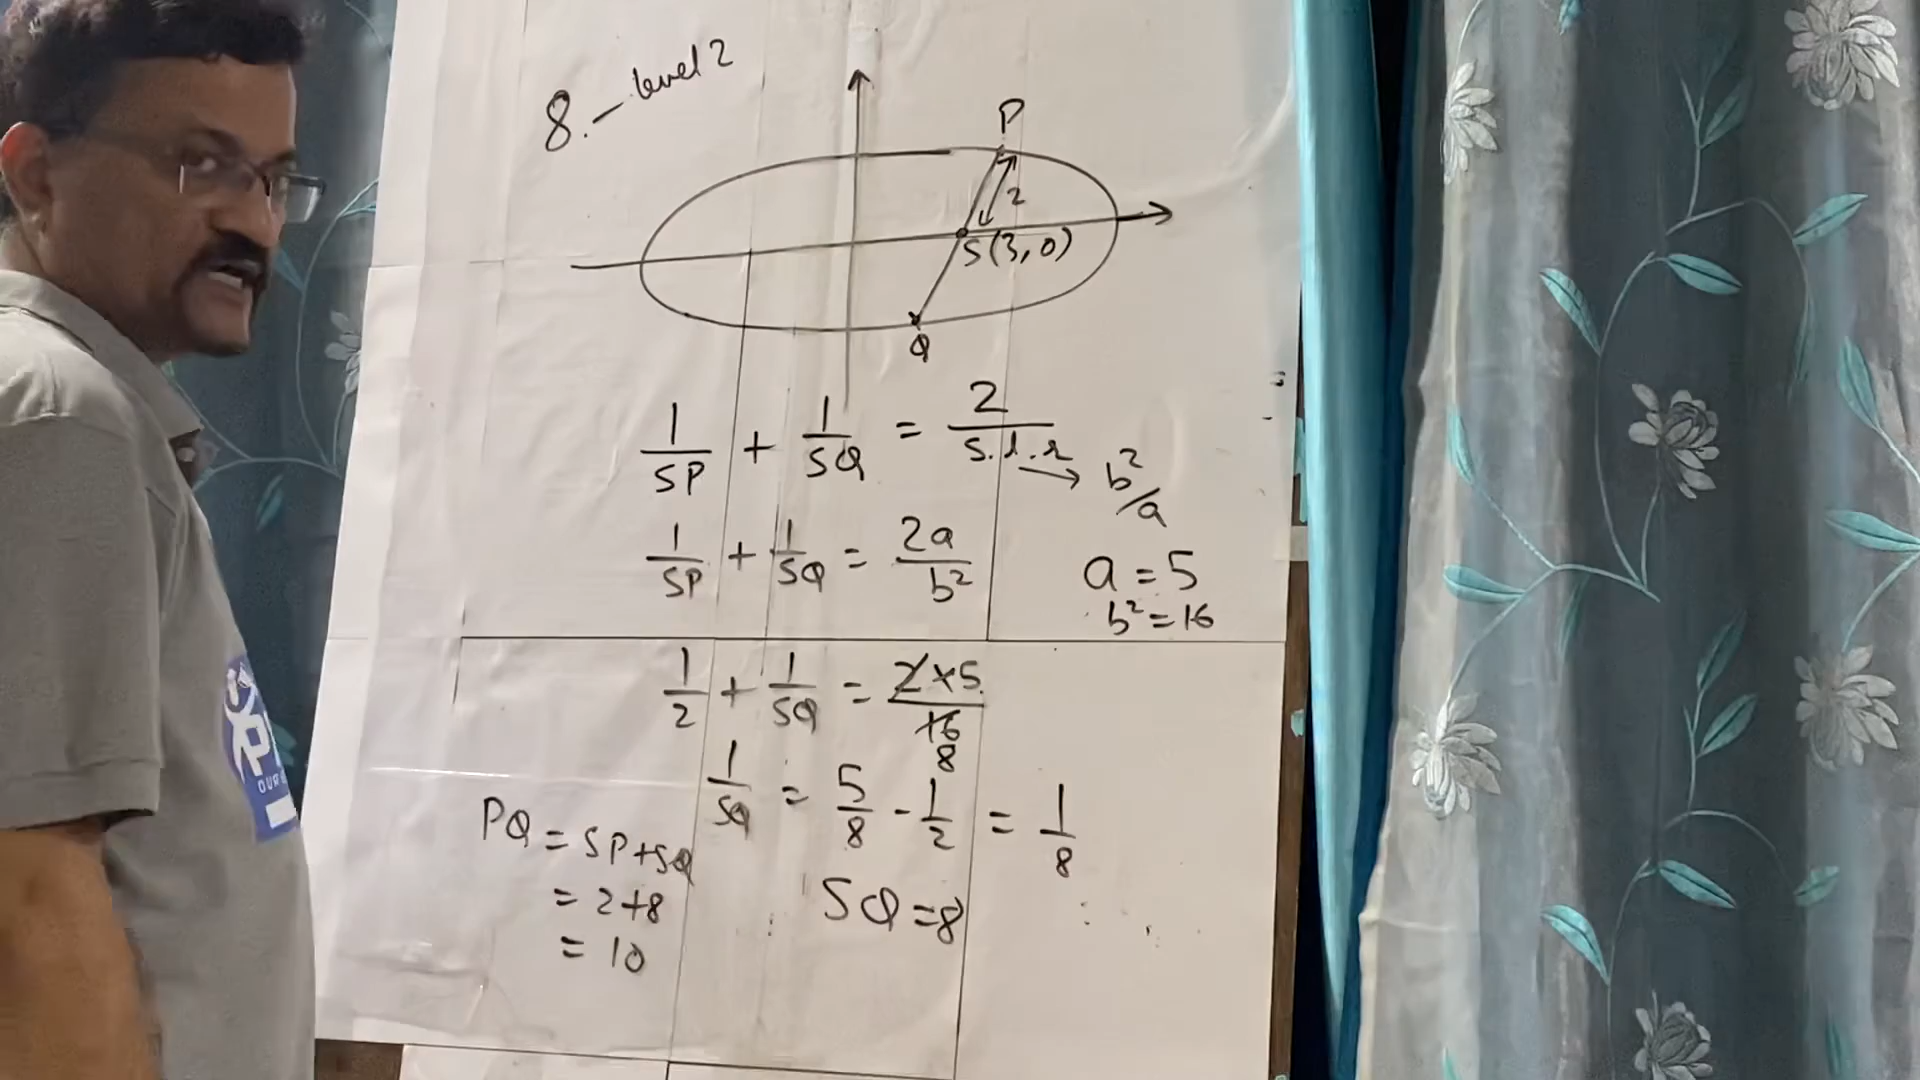 8. — Level 2
P
2
S(3,0)
Q
1/SP + 1/SQ = 2/s.l.r → b²/a
1/SP + 1/SQ = 2a/b²
a = 5
b² = 16
1/2 + 1/SQ = 2×5/16
8
1/SQ = 5/8 - 1/2 = 1/8
SQ = 8
PQ = SP+SQ
= 2+8
= 10
P
OUR